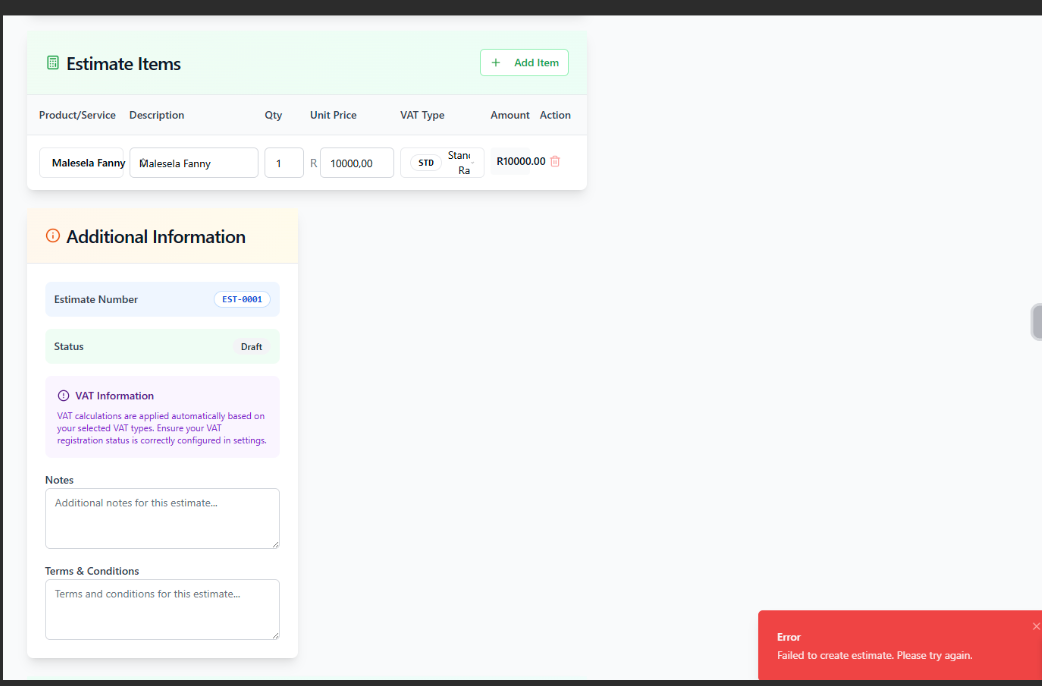 Estimate Items
+ Add Item
Product/Service Description Qty Unit Price VAT Type Amount Action
Malesela Fanny Malesela Fanny 1 R 10000,00 STD Stand R10000.00
Ra
Additional Information
Estimate Number EST-0001
Status Draft
VAT Information
VAT calculations are applied automatically based on
your selected VAT types. Ensure your VAT
registration status is correctly configured in settings.
Notes
Additional notes for this estimate...
Terms & Conditions
Terms and conditions for this estimate...
Error
Failed to create estimate. Please try again.